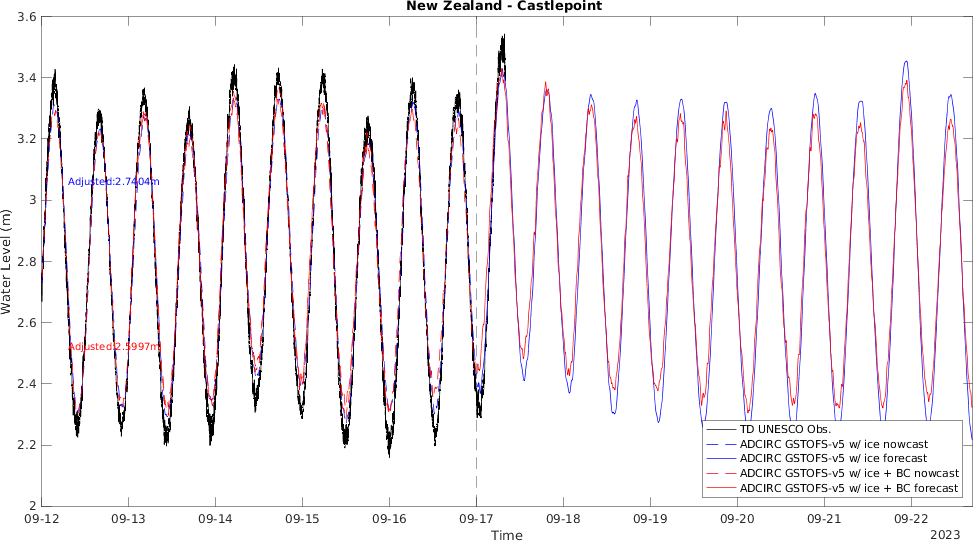 New Zealand - Castlepoint
3.6
3.4
3.2
3
2.8
2.6
2.4
2.2
2
Water Level (m)
Adjusted:2.7404m
Adjusted:2.5997m
TD UNESCO Obs.
ADCIRC GSTOFS-v5 w/ ice nowcast
ADCIRC GSTOFS-v5 w/ ice forecast
ADCIRC GSTOFS-v5 w/ ice + BC nowcast
ADCIRC GSTOFS-v5 w/ ice + BC forecast
09-12 09-13 09-14 09-15 09-16 09-17 09-18 09-19 09-20 09-21 09-22
Time
2023